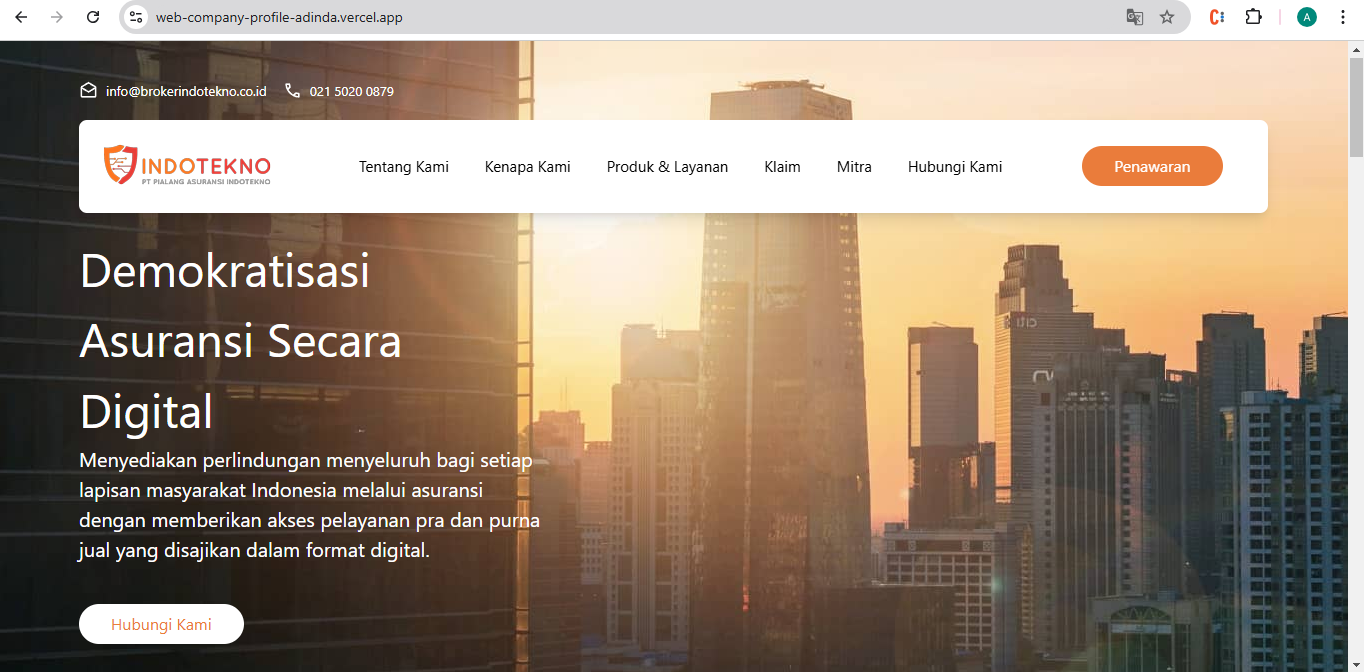 web-company-profile-adinda.vercel.app
A
info@brokerindotekno.co.id 021 5020 0879
INDOTEKNO
PT PIALANG ASURANSI INDOTEKNO
Tentang Kami Kenapa Kami Produk & Layanan Klaim Mitra Hubungi Kami Penawaran
Demokratisasi
Asuransi Secara
Digital
Menyediakan perlindungan menyeluruh bagi setiap
lapisan masyarakat Indonesia melalui asuransi
dengan memberikan akses pelayanan pra dan purna
jual yang disajikan dalam format digital.
Hubungi Kami